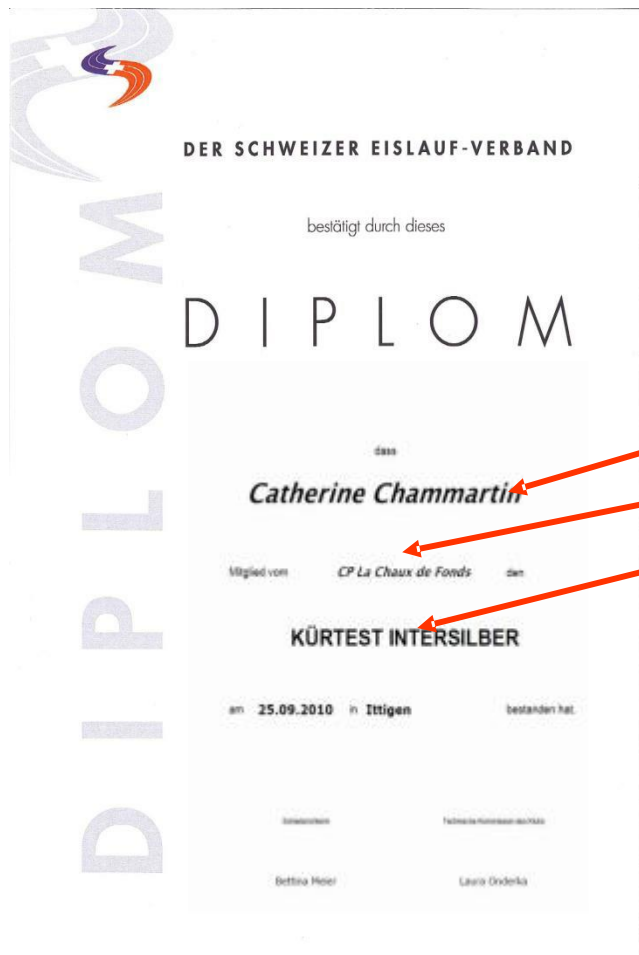 DER SCHWEIZER EISLAUF-VERBAND
bestätigt durch dieses
DIPLOM
DIPLOM
dass
Catherine Chammartin
Mitglied vom CP La Chaux de Fonds den
KÜRTEST INTERSILBER
am 25.09.2010 in Ittigen bestanden hat.
Bettina Meier Laura Onderka